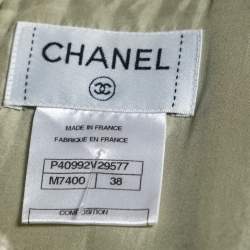 CHANEL
MADE IN FRANCE
FABRIQUE EN FRANCE
P40992V29577
M7400 38
COMPOSITION